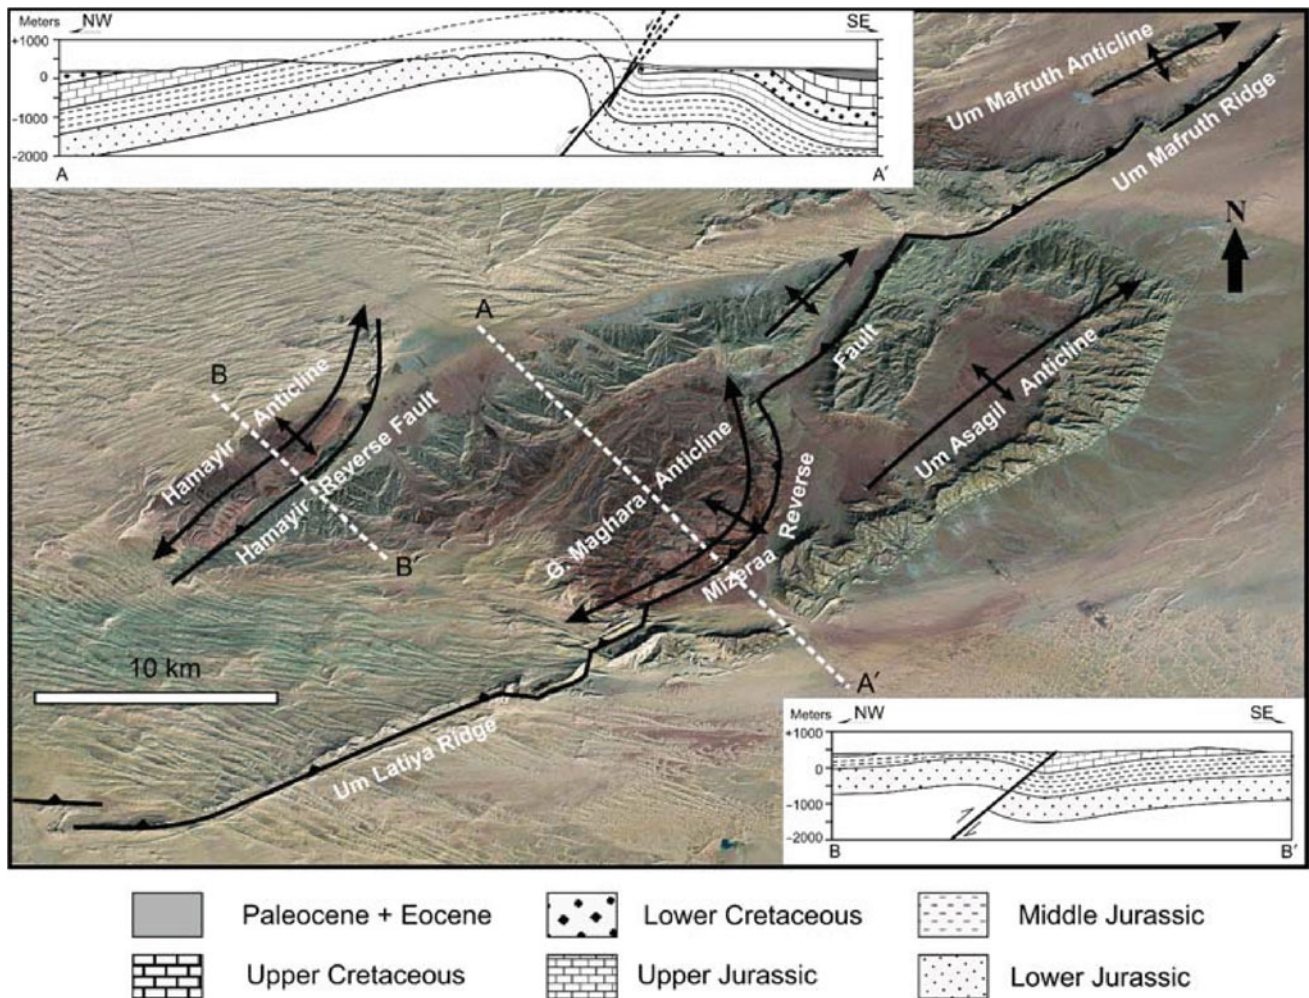 Meters NW SE
+1000
0
−1000
−2000
A A′
Um Mafruth Anticline
Um Mafruth Ridge
N
A
B
Hamayir Anticline
Hamayir Reverse Fault
B′
G. Maghara Anticline
Mizeraa Reverse Fault
Um Asagil Anticline
A′
10 km
Um Latiya Ridge
Meters NW SE
+1000
0
−1000
−2000
B B′
Paleocene + Eocene
Lower Cretaceous
Middle Jurassic
Upper Cretaceous
Upper Jurassic
Lower Jurassic